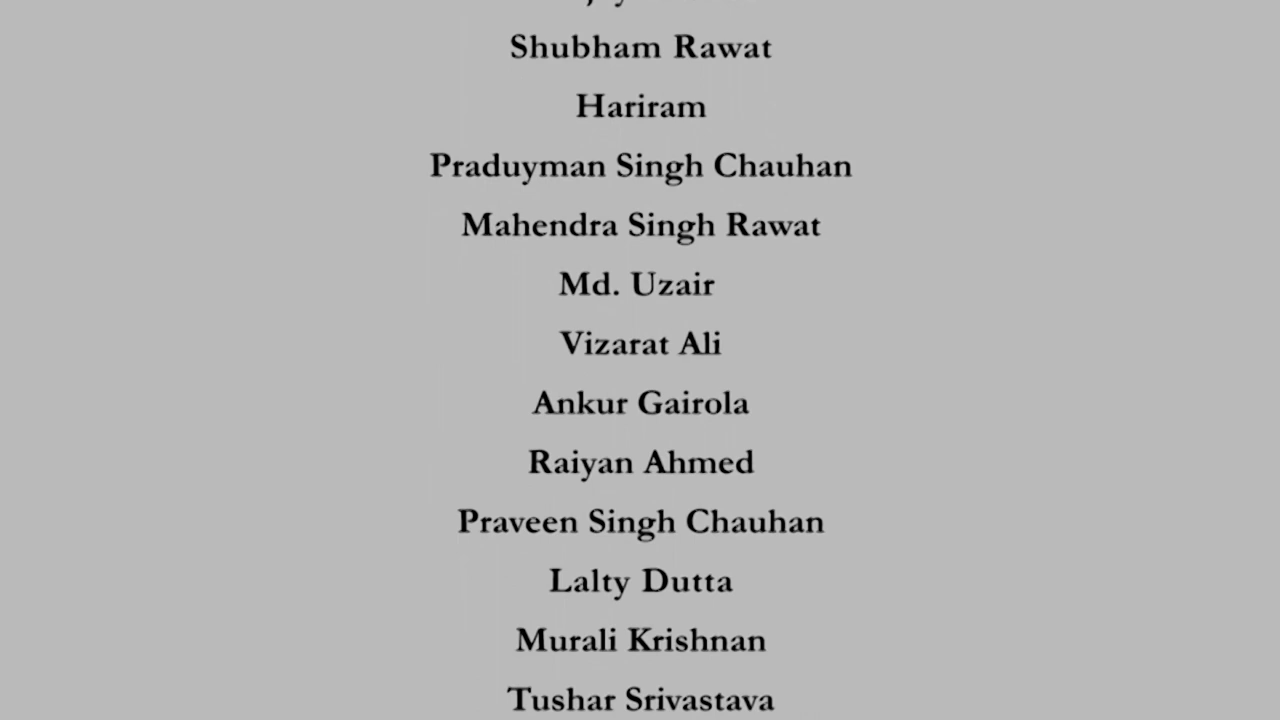 Shubham Rawat
Hariram
Praduyman Singh Chauhan
Mahendra Singh Rawat
Md. Uzair
Vizarat Ali
Ankur Gairola
Raiyan Ahmed
Praveen Singh Chauhan
Lalty Dutta
Murali Krishnan
Tushar Srivastava